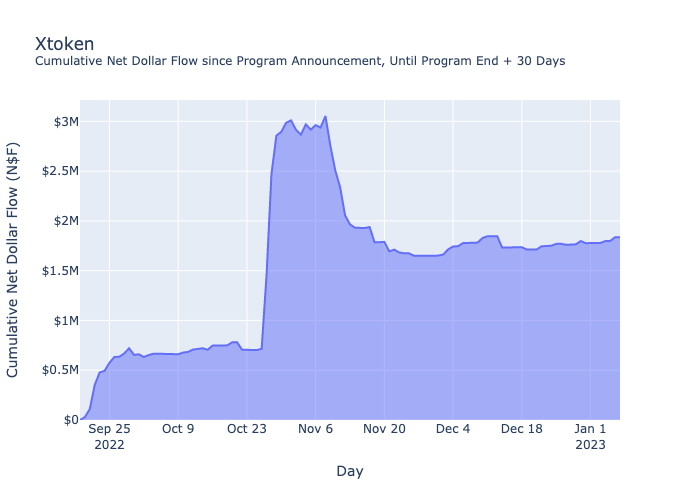 Xtoken
Cumulative Net Dollar Flow since Program Announcement, Until Program End + 30 Days
Cumulative Net Dollar Flow (N$F)
$3M
$2.5M
$2M
$1.5M
$1M
$0.5M
$0
Sep 25
2022
Oct 9
Oct 23
Nov 6
Nov 20
Dec 4
Dec 18
Jan 1
2023
Day